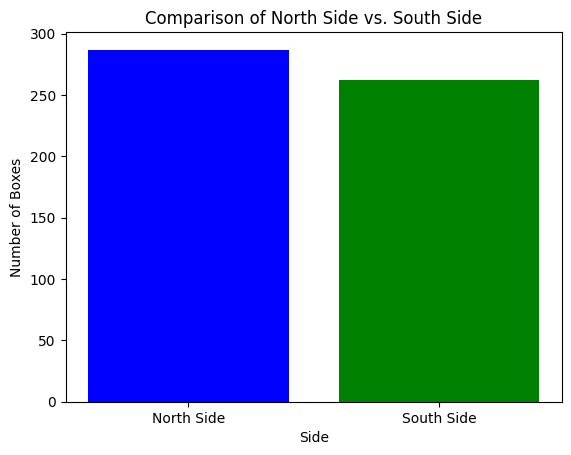 Comparison of North Side vs. South Side
300
250
200
150
100
50
0
Number of Boxes
North Side South Side
Side